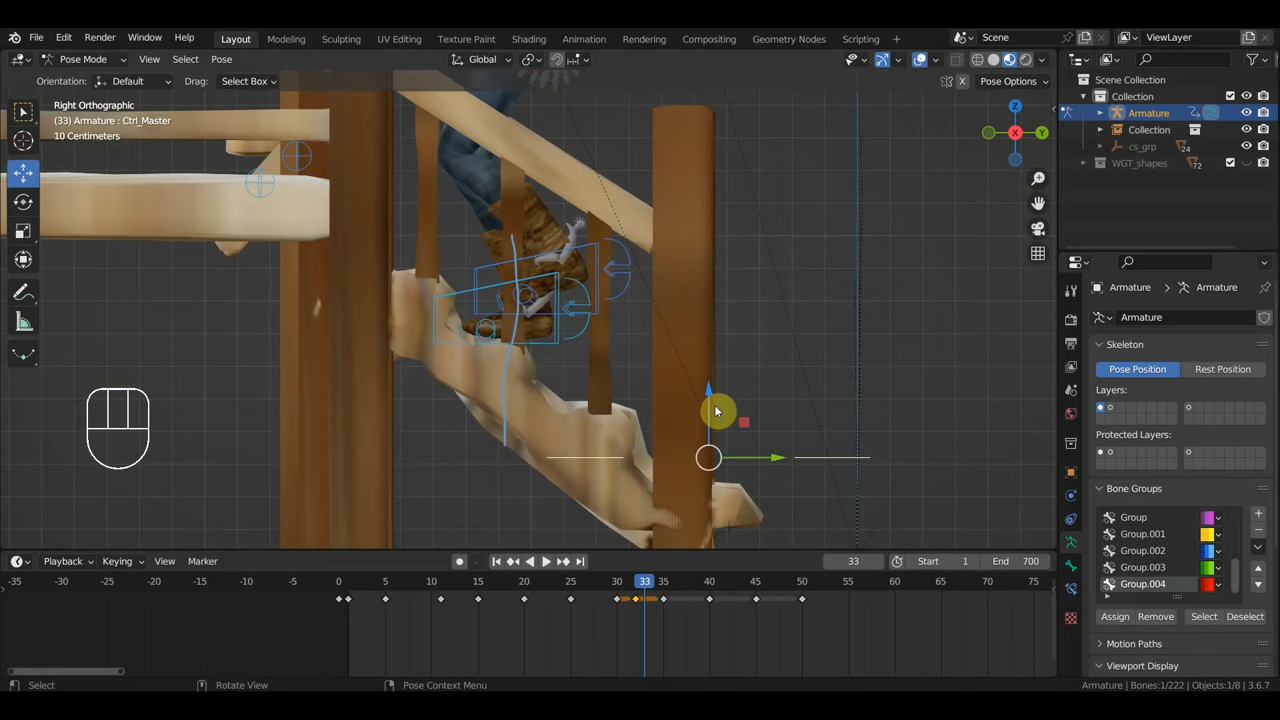 File Edit Render Window Help Layout Modeling Sculpting UV Editing Texture Paint Shading Animation Rendering Compositing Geometry Nodes Scripting + Scene ViewLayer
Pose Mode View Select Pose Global
Orientation: Default Drag: Select Box X Pose Options
Right Orthographic
(33) Armature : Ctrl_Master
10 Centimeters
Z
X
Y
Scene Collection
Collection
Armature
Collection
cs_grp 24
WGT_shapes 72
Armature > Armature
Armature
Skeleton
Pose Position Rest Position
Layers:
Protected Layers:
Bone Groups
Group
Group.001
Group.002
Group.003
Group.004
Assign Remove Select Deselect
Motion Paths
Viewport Display
Playback Keying View Marker 33 Start 1 End 700
-35 -30 -25 -20 -15 -10 -5 0 5 10 15 20 25 30 33 35 40 45 50 55 60 65 70 75
Select Rotate View Pose Context Menu Armature | Bones:1/222 | Objects:1/8 | 3.6.7